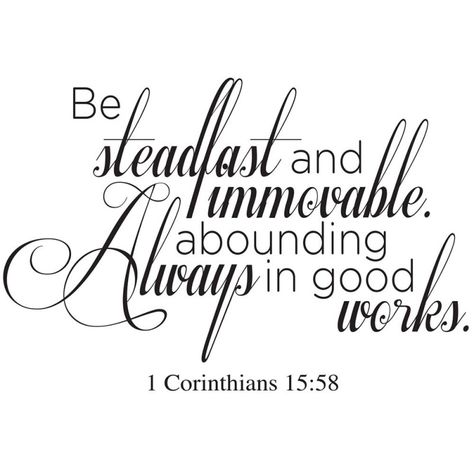 Be
steadfast and
immovable.
abounding
Always in good
works.
1 Corinthians 15:58